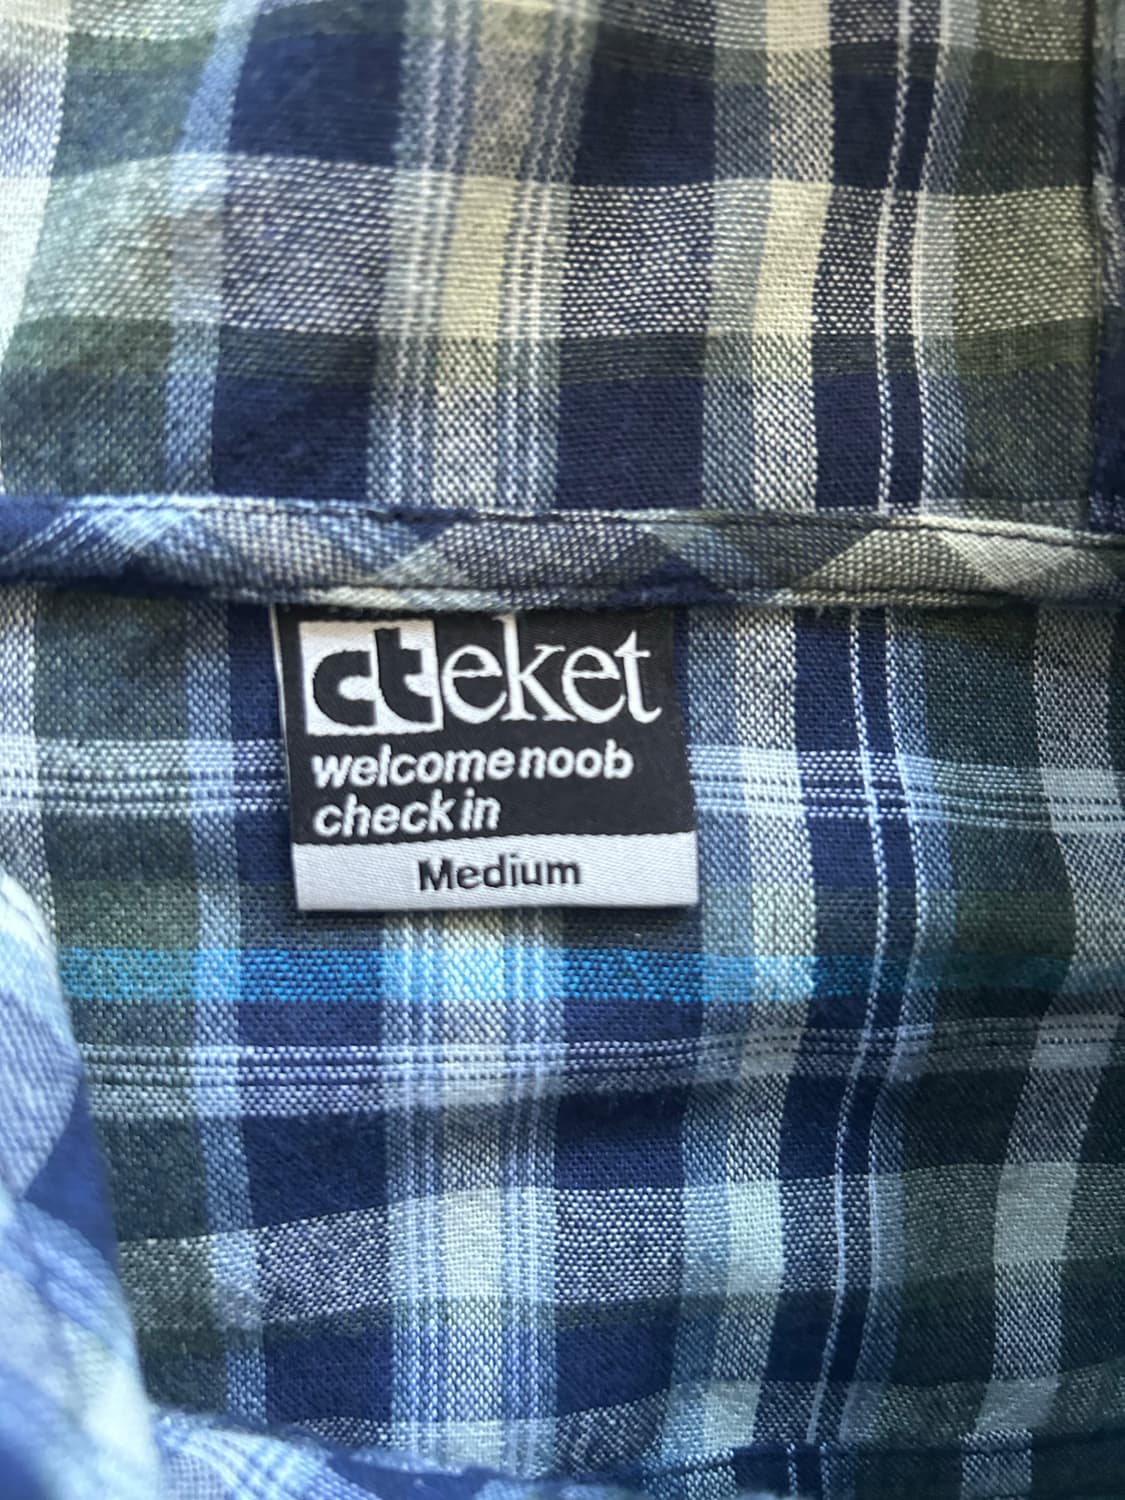 cteket
welcome noob
check in
Medium